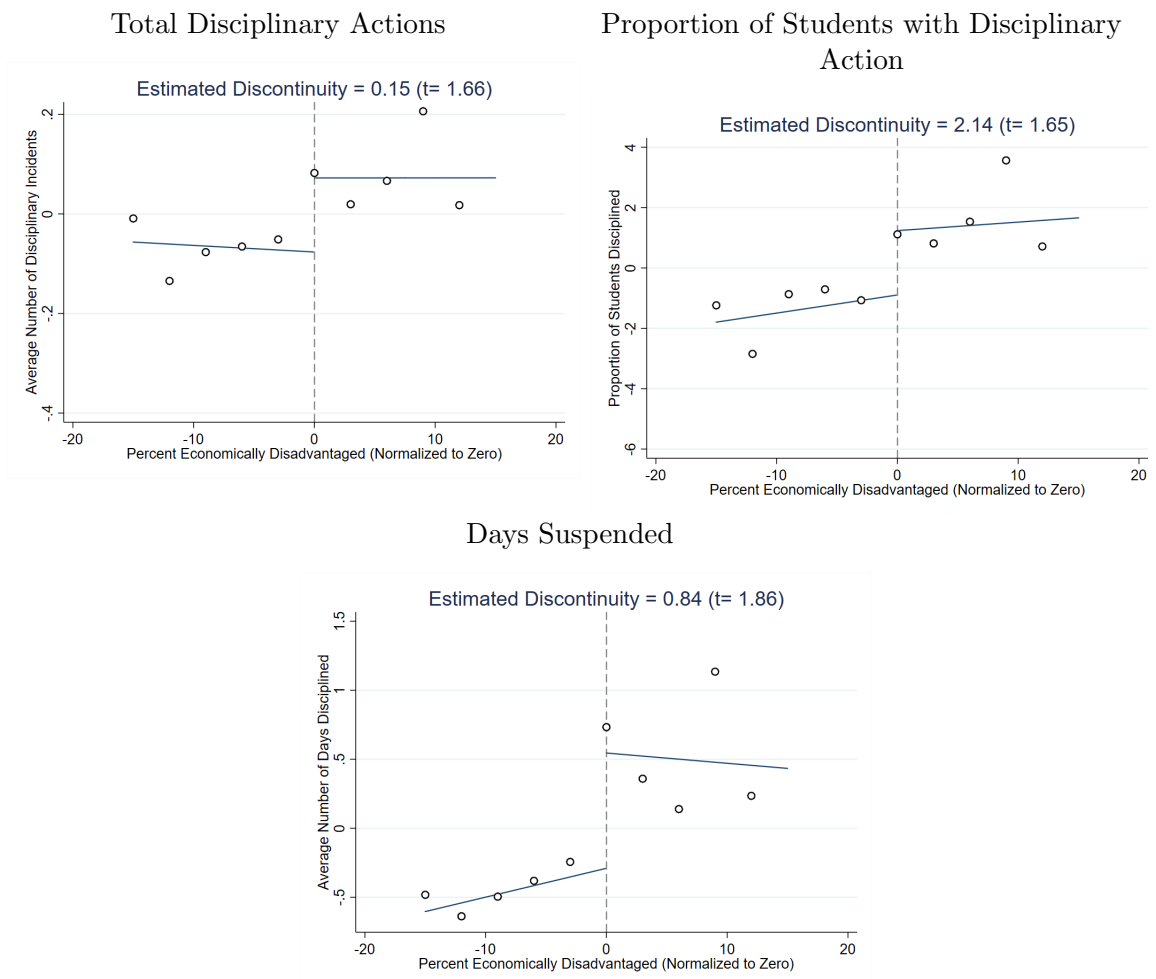 Total Disciplinary Actions
Estimated Discontinuity = 0.15 (t= 1.66)
Average Number of Disciplinary Incidents
.2
0
-.2
-.4
-20
-10
0
10
20
Percent Economically Disadvantaged (Normalized to Zero)
Proportion of Students with Disciplinary
Action
Estimated Discontinuity = 2.14 (t= 1.65)
Proportion of Students Disciplined
4
2
0
-2
-4
-6
-20
-10
0
10
20
Percent Economically Disadvantaged (Normalized to Zero)
Days Suspended
Estimated Discontinuity = 0.84 (t= 1.86)
Average Number of Days Disciplined
1.5
1
.5
0
-.5
-20
-10
0
10
20
Percent Economically Disadvantaged (Normalized to Zero)